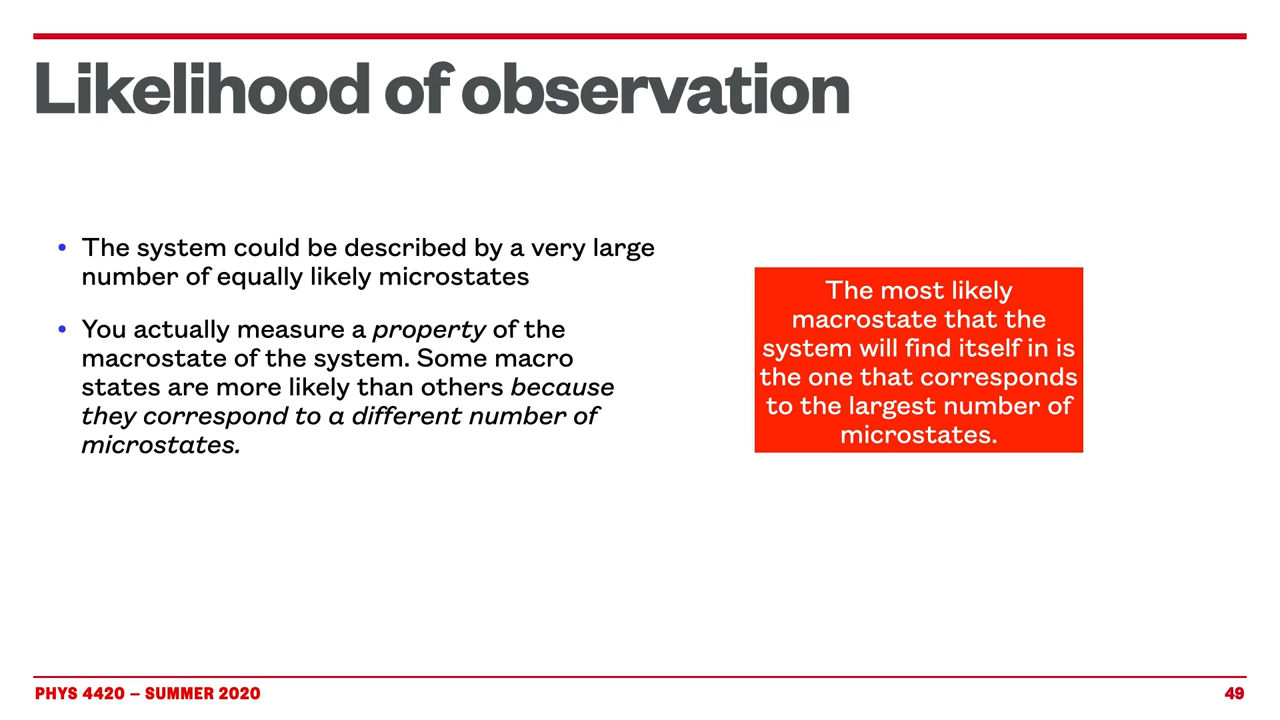 Likelihood of observation
• The system could be described by a very large
number of equally likely microstates
• You actually measure a property of the
macrostate of the system. Some macro
states are more likely than others because
they correspond to a different number of
microstates.
The most likely
macrostate that the
system will find itself in is
the one that corresponds
to the largest number of
microstates.
PHYS 4420 – SUMMER 2020
49